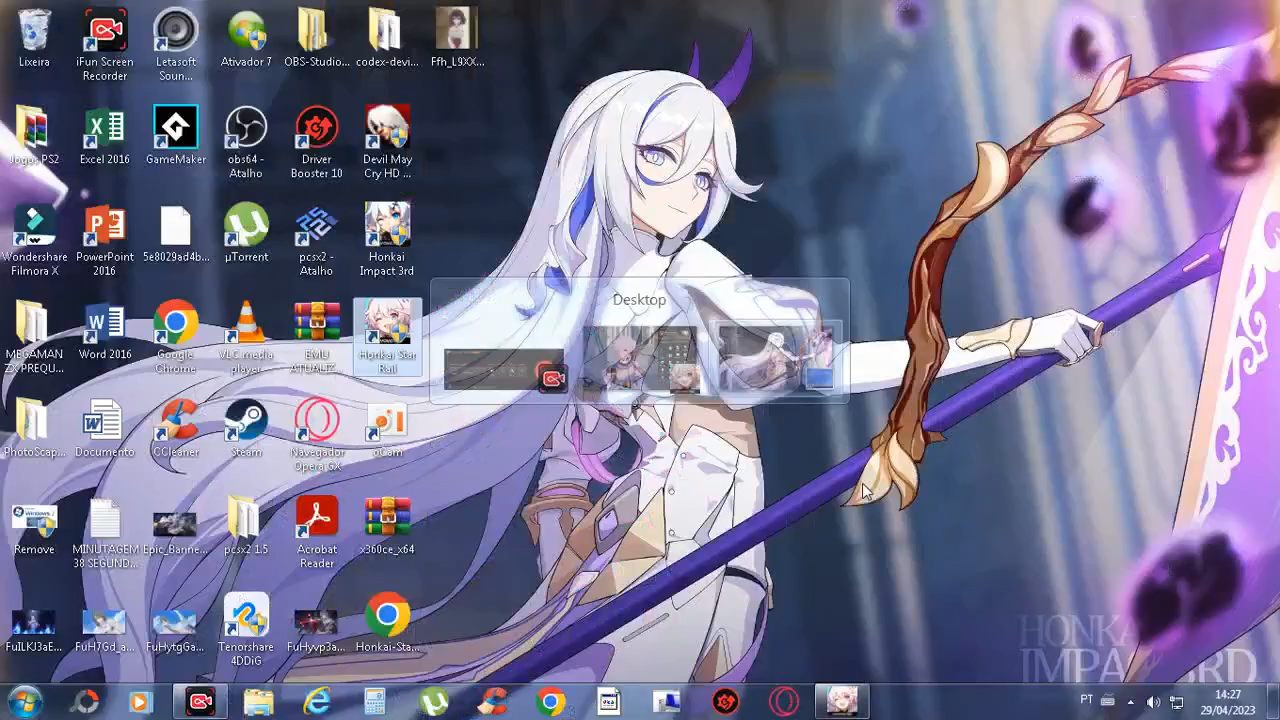 Lixeira
iFun Screen
Recorder
Letasoft
Soun...
Ativador 7
OBS-Studio...
codex-devi...
Ffh_L9XX...
Jogos PS2
Excel 2016
GameMaker
obs64 -
Atalho
Driver
Booster 10
Devil May
Cry HD ...
Wondershare
Filmora X
PowerPoint
2016
5e8029ad4b...
µTorrent
pcsx2 -
Atalho
Honkai
Impact 3rd
Desktop
MEGAMAN
ZX PREQU...
Word 2016
Google
Chrome
VLC media
player
EMU
ATUALIZ...
Honkai Star
Rail
PhotoScap...
Documento
CCleaner
Steam
Navegador
Opera GX
oCam
Remove
MINUTAGEM
38 SEGUND...
Epic_Banne...
pcsx2 1.5
Acrobat
Reader
x360ce_x64
FuILKJ3aE...
FuH7Gd_a...
FuHytgGa...
Tenorshare
4DDiG
FuHyvp3a...
Honkai-Sta...
HONKA
IMPA 3RD
PT
14:27
29/04/2023